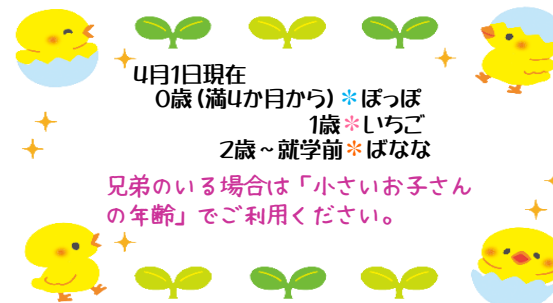 4月1日現在
0歳(満4か月から)＊ぽっぽ
1歳＊いちご
2歳～就学前＊ばなな
兄弟のいる場合は「小さいお子さん
の年齢」でご利用ください。